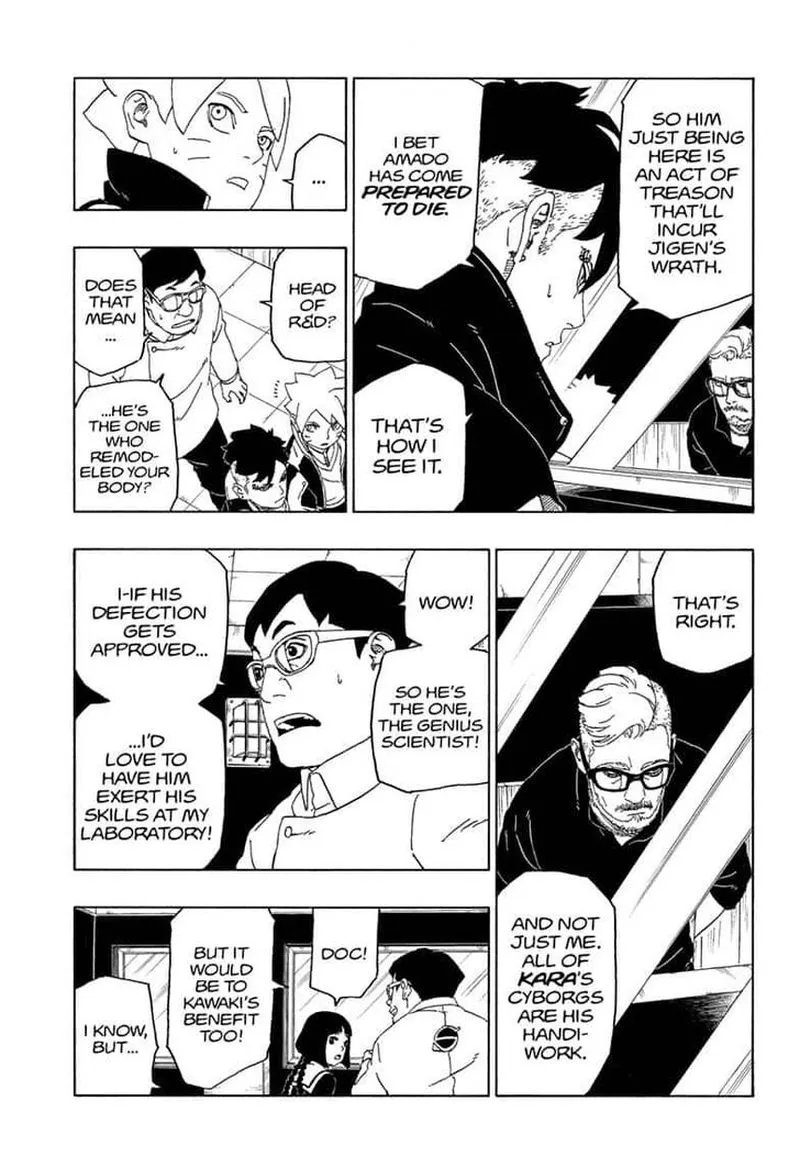 SO HIM
JUST BEING
HERE IS
AN ACT OF
TREASON
THAT'LL
INCUR
JIGEN'S
WRATH.
I BET
AMADO
HAS COME
PREPARED
TO DIE.
THAT'S
HOW I
SEE IT.
...
HEAD
OF
R&D?
DOES
THAT
MEAN
...
...HE'S
THE ONE
WHO
REMOD-
ELED YOUR
BODY?
THAT'S
RIGHT.
AND NOT
JUST ME.
ALL OF
KARA'S
CYBORGS
ARE HIS
HANDI-
WORK.
WOW!
SO HE'S
THE ONE,
THE GENIUS
SCIENTIST!
I-IF HIS
DEFECTION
GETS
APPROVED...
...I'D
LOVE TO
HAVE HIM
EXERT HIS
SKILLS AT MY
LABORATORY!
DOC!
BUT IT
WOULD
BE TO
KAWAKI'S
BENEFIT
TOO!
I KNOW,
BUT...